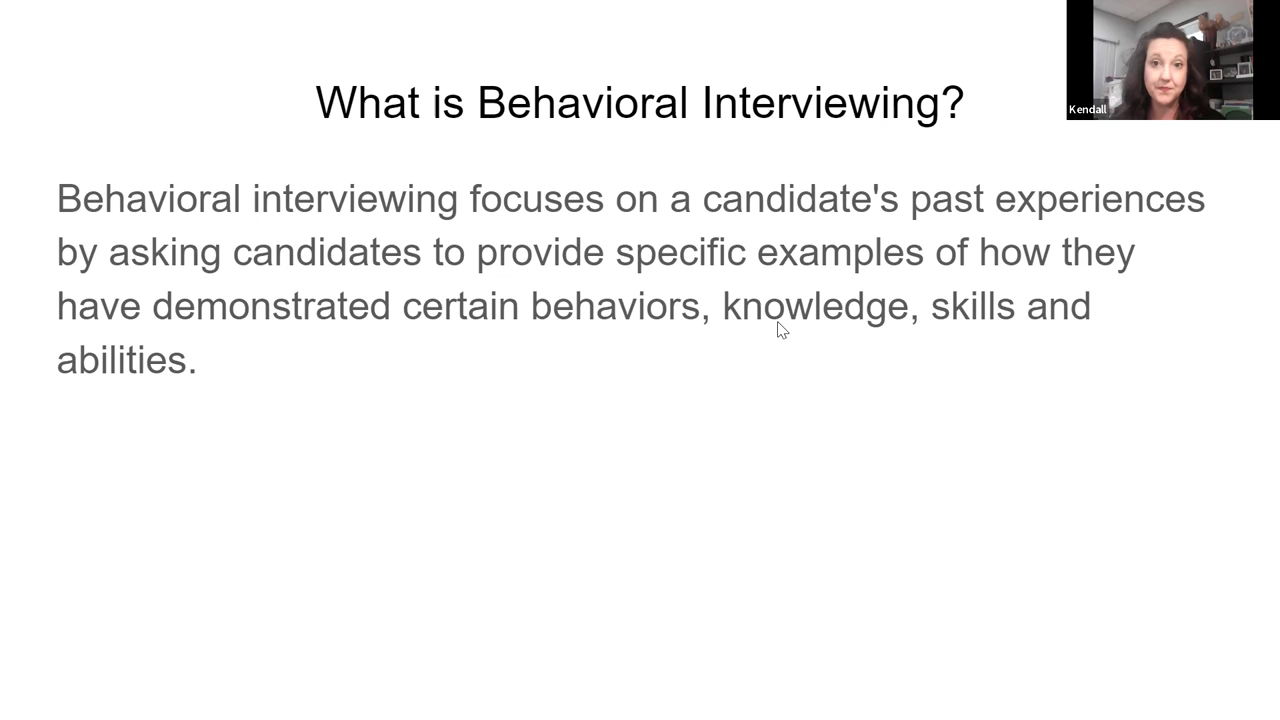 What is Behavioral Interviewing?
Kendall
Behavioral interviewing focuses on a candidate's past experiences
by asking candidates to provide specific examples of how they
have demonstrated certain behaviors, knowledge, skills and
abilities.